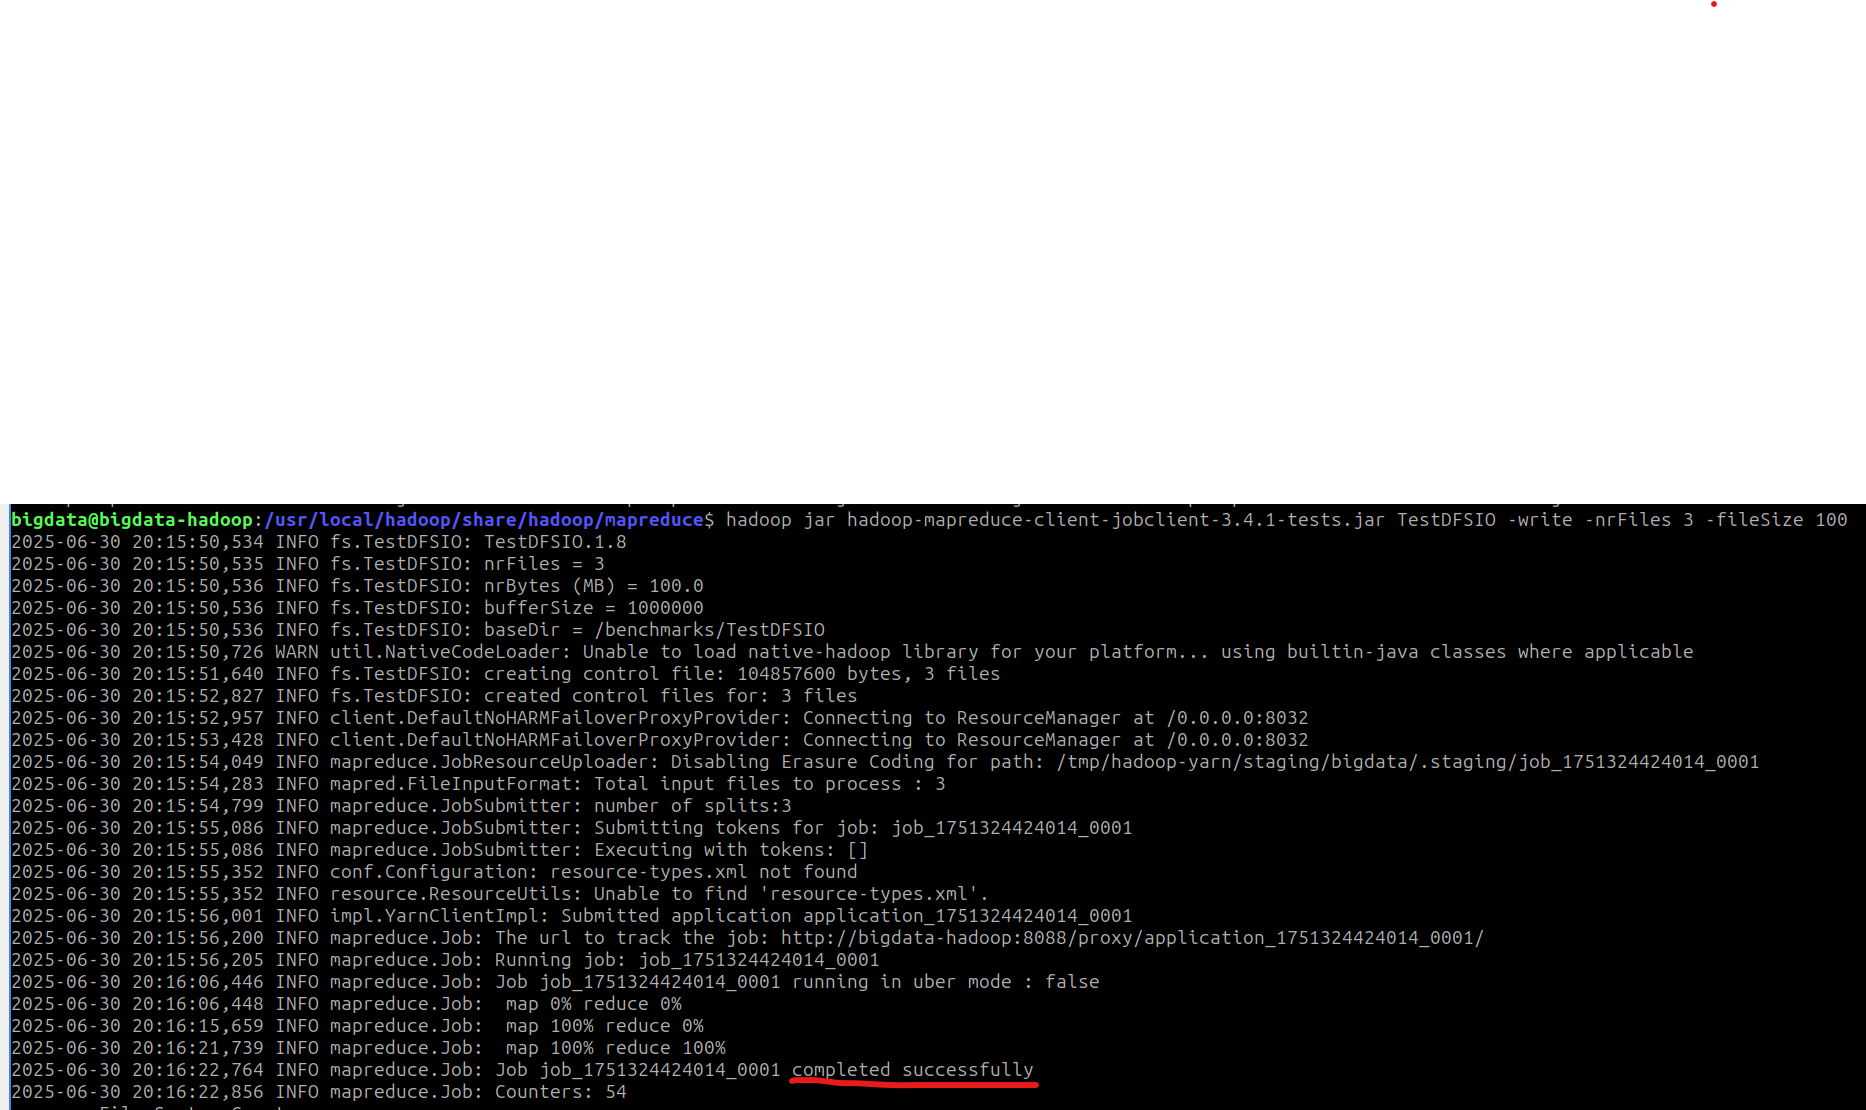 bigdata@bigdata-hadoop:/usr/local/hadoop/share/hadoop/mapreduce$ hadoop jar hadoop-mapreduce-client-jobclient-3.4.1-tests.jar TestDFSIO -write -nrFiles 3 -fileSize 100
2025-06-30 20:15:50,534 INFO fs.TestDFSIO: TestDFSIO.1.8
2025-06-30 20:15:50,535 INFO fs.TestDFSIO: nrFiles = 3
2025-06-30 20:15:50,536 INFO fs.TestDFSIO: nrBytes (MB) = 100.0
2025-06-30 20:15:50,536 INFO fs.TestDFSIO: bufferSize = 1000000
2025-06-30 20:15:50,536 INFO fs.TestDFSIO: baseDir = /benchmarks/TestDFSIO
2025-06-30 20:15:50,726 WARN util.NativeCodeLoader: Unable to load native-hadoop library for your platform... using builtin-java classes where applicable
2025-06-30 20:15:51,640 INFO fs.TestDFSIO: creating control file: 104857600 bytes, 3 files
2025-06-30 20:15:52,827 INFO fs.TestDFSIO: created control files for: 3 files
2025-06-30 20:15:52,957 INFO client.DefaultNoHARMFailoverProxyProvider: Connecting to ResourceManager at /0.0.0.0:8032
2025-06-30 20:15:53,428 INFO client.DefaultNoHARMFailoverProxyProvider: Connecting to ResourceManager at /0.0.0.0:8032
2025-06-30 20:15:54,049 INFO mapreduce.JobResourceUploader: Disabling Erasure Coding for path: /tmp/hadoop-yarn/staging/bigdata/.staging/job_1751324424014_0001
2025-06-30 20:15:54,283 INFO mapred.FileInputFormat: Total input files to process : 3
2025-06-30 20:15:54,799 INFO mapreduce.JobSubmitter: number of splits:3
2025-06-30 20:15:55,086 INFO mapreduce.JobSubmitter: Submitting tokens for job: job_1751324424014_0001
2025-06-30 20:15:55,086 INFO mapreduce.JobSubmitter: Executing with tokens: []
2025-06-30 20:15:55,352 INFO conf.Configuration: resource-types.xml not found
2025-06-30 20:15:55,352 INFO resource.ResourceUtils: Unable to find 'resource-types.xml'.
2025-06-30 20:15:56,001 INFO impl.YarnClientImpl: Submitted application application_1751324424014_0001
2025-06-30 20:15:56,200 INFO mapreduce.Job: The url to track the job: http://bigdata-hadoop:8088/proxy/application_1751324424014_0001/
2025-06-30 20:15:56,205 INFO mapreduce.Job: Running job: job_1751324424014_0001
2025-06-30 20:16:06,446 INFO mapreduce.Job: Job job_1751324424014_0001 running in uber mode : false
2025-06-30 20:16:06,448 INFO mapreduce.Job:  map 0% reduce 0%
2025-06-30 20:16:15,659 INFO mapreduce.Job:  map 100% reduce 0%
2025-06-30 20:16:21,739 INFO mapreduce.Job:  map 100% reduce 100%
2025-06-30 20:16:22,764 INFO mapreduce.Job: Job job_1751324424014_0001 completed successfully
2025-06-30 20:16:22,856 INFO mapreduce.Job: Counters: 54